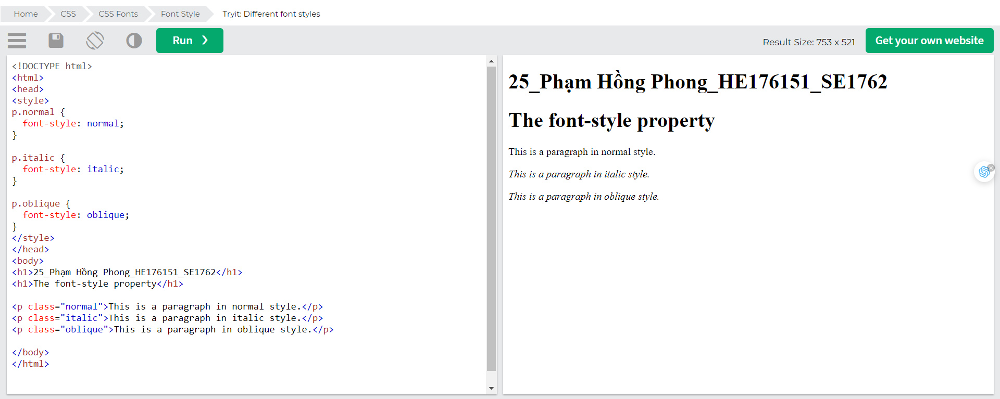 Home CSS CSS Fonts Font Style Tryit: Different font styles
Run ❯ Result Size: 753 x 521 Get your own website
<!DOCTYPE html>
<html>
<head>
<style>
p.normal {
  font-style: normal;
}

p.italic {
  font-style: italic;
}

p.oblique {
  font-style: oblique;
}
</style>
</head>
<body>
<h1>25_Phạm Hồng Phong_HE176151_SE1762</h1>
<h1>The font-style property</h1>

<p class="normal">This is a paragraph in normal style.</p>
<p class="italic">This is a paragraph in italic style.</p>
<p class="oblique">This is a paragraph in oblique style.</p>

</body>
</html>
25_Phạm Hồng Phong_HE176151_SE1762
The font-style property
This is a paragraph in normal style.
This is a paragraph in italic style.
This is a paragraph in oblique style.